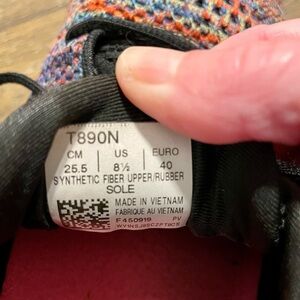 T890N
CM US EURO
25.5 8½ 40
SYNTHETIC FIBER UPPER/RUBBER
SOLE
MADE IN VIETNAM
FABRIQUE AU VIETNAM
F450919 PV